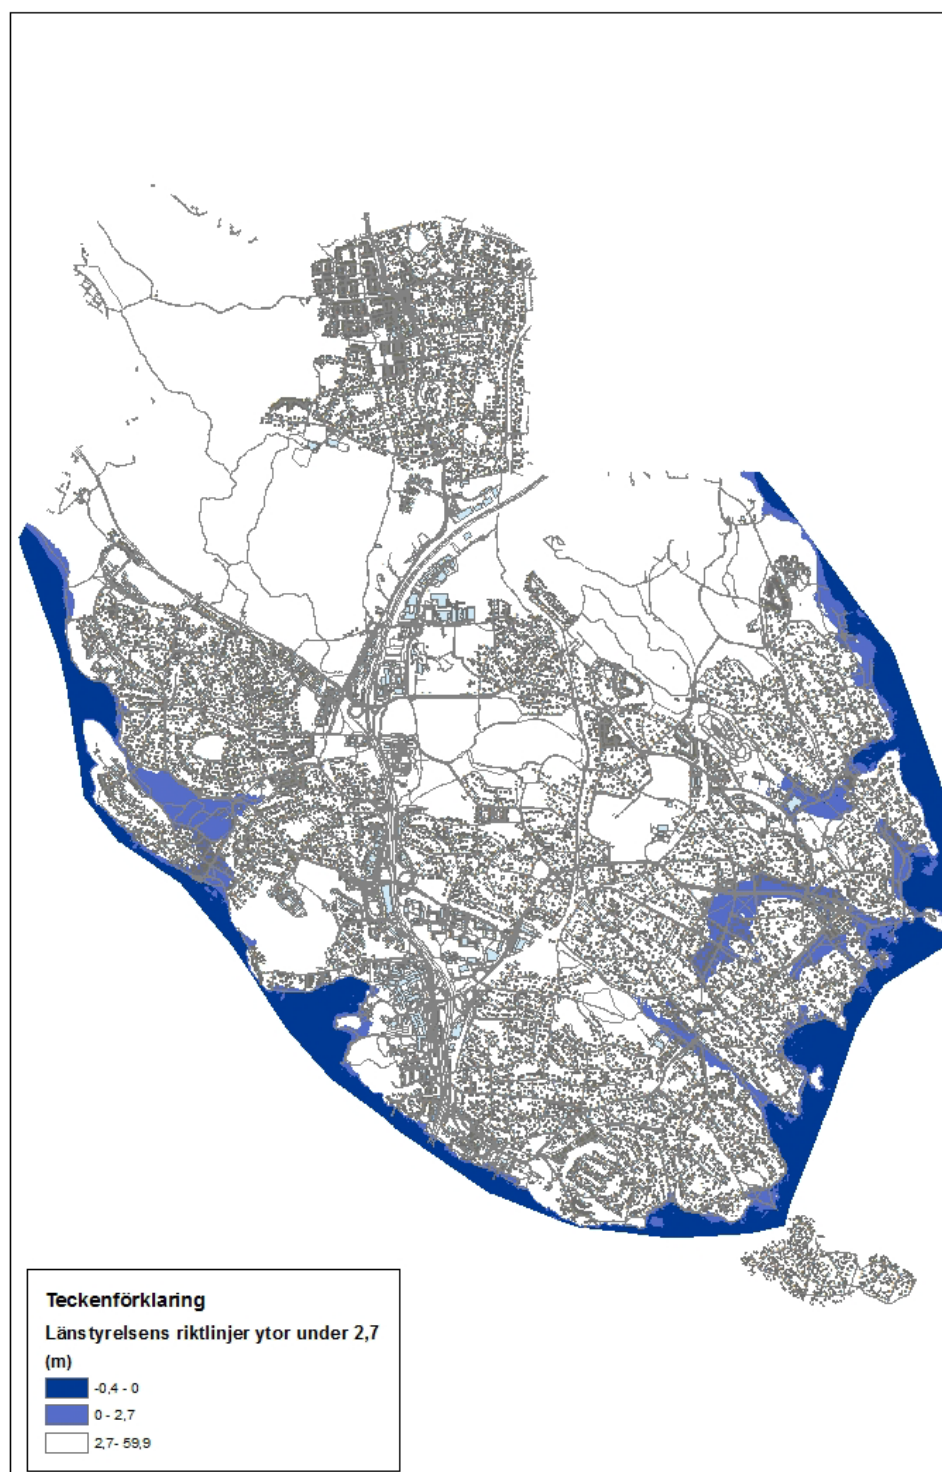 Teckenförklaring
Länstyrelsens riktlinjer ytor under 2,7
(m)
-0,4 - 0
0 - 2,7
2,7- 59,9